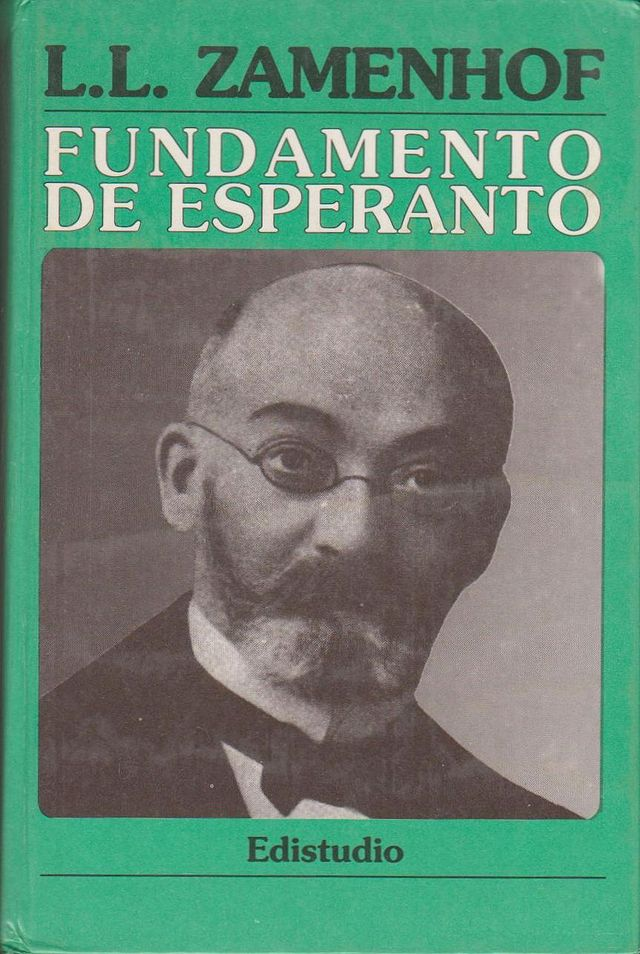 L.L. ZAMENHOF
FUNDAMENTO
DE ESPERANTO
Edistudio